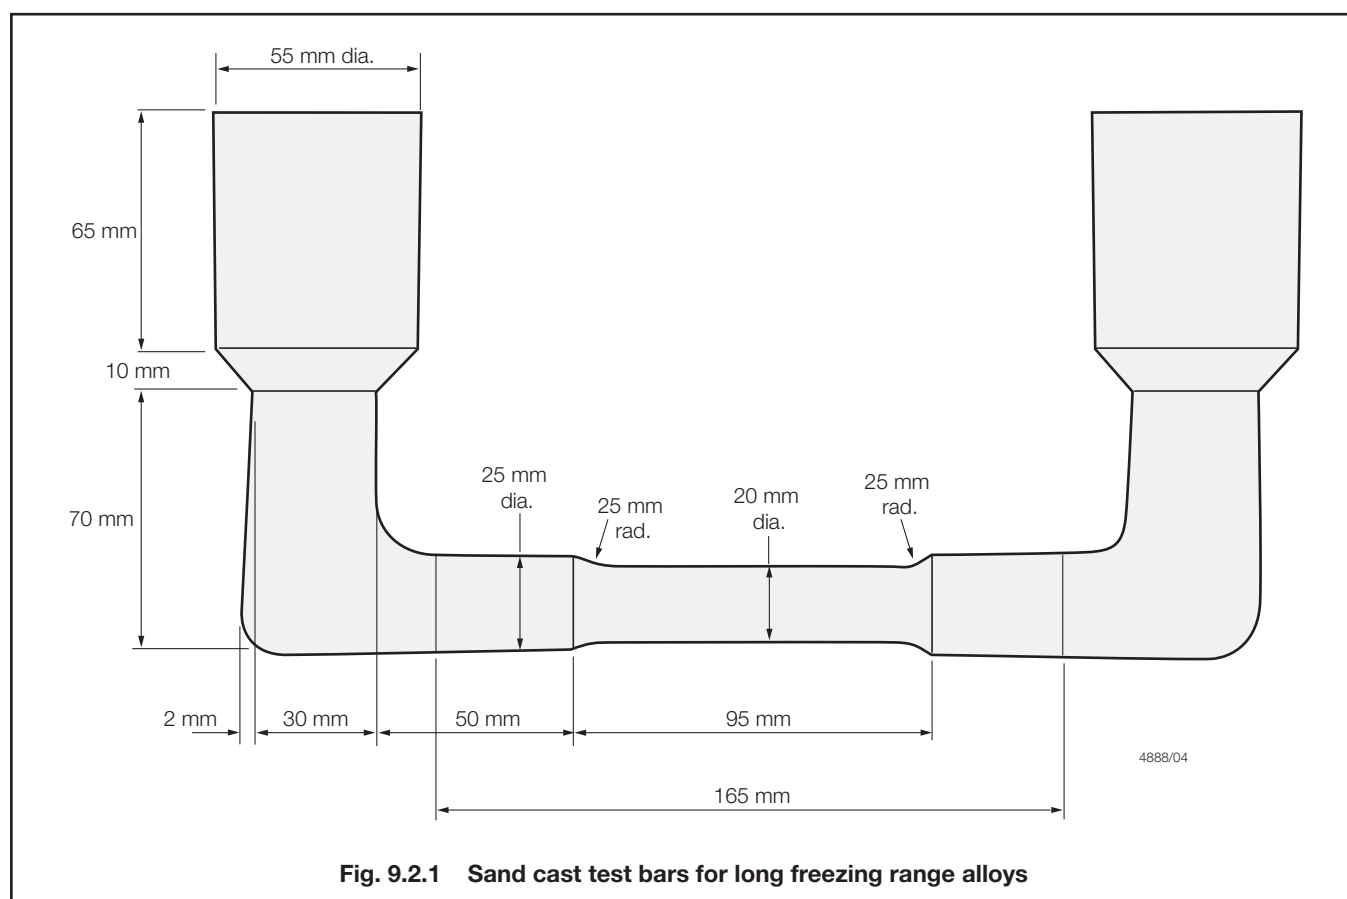 55 mm dia.
65 mm
10 mm
70 mm
25 mm
dia.
25 mm
rad.
20 mm
dia.
25 mm
rad.
2 mm
30 mm
50 mm
95 mm
4888/04
165 mm
Fig. 9.2.1 Sand cast test bars for long freezing range alloys